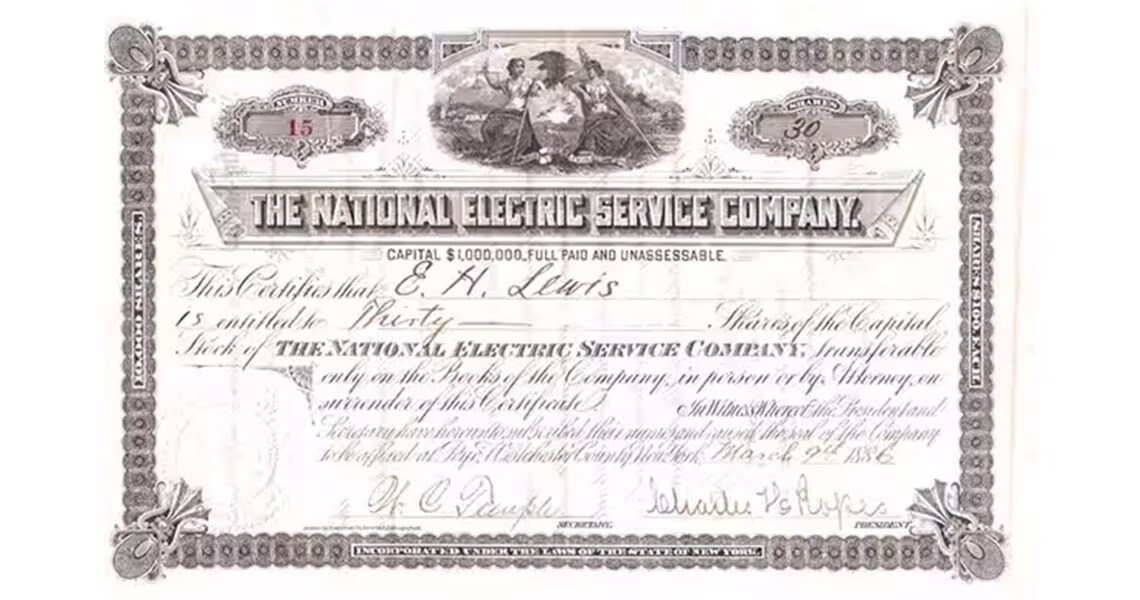 NUMBER
15
SHARES
30
THE NATIONAL ELECTRIC SERVICE COMPANY.
CAPITAL $1,000,000, FULL PAID AND UNASSESSABLE.
This Certifies that E. H. Lewis
is entitled to Thirty Shares of the Capital
Stock of THE NATIONAL ELECTRIC SERVICE COMPANY, transferable
only on the Books of the Company, in person or by Attorney, on
surrender of this Certificate. In Witness Whereof the President and
Secretary have hereunto subscribed their names and caused the seal of the Company
to be affixed at Rye, Westchester County, New York, March 9th 1886
W. C. Temple Charles H. Ropes
SECRETARY. PRESIDENT
10,000 SHARES.
INCORPORATED UNDER THE LAWS OF THE STATE OF NEW YORK.